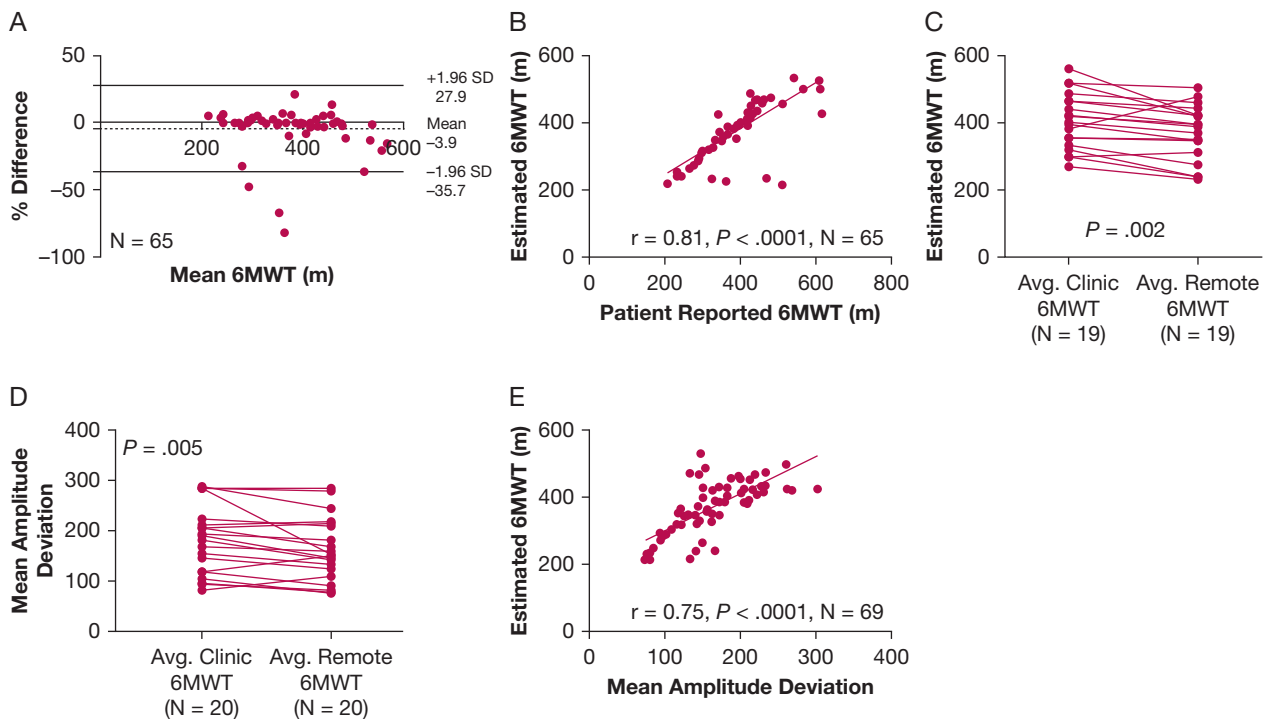 A
50
0
−50
−100
% Difference
200
400
600
+1.96 SD
27.9
Mean
−3.9
−1.96 SD
−35.7
N = 65
Mean 6MWT (m)
B
600
400
200
0
Estimated 6MWT (m)
r = 0.81, P < .0001, N = 65
0
200
400
600
800
Patient Reported 6MWT (m)
C
600
400
200
0
Estimated 6MWT (m)
P = .002
Avg. Clinic
6MWT
(N = 19)
Avg. Remote
6MWT
(N = 19)
D
400
300
200
100
0
Mean Amplitude
Deviation
P = .005
Avg. Clinic
6MWT
(N = 20)
Avg. Remote
6MWT
(N = 20)
E
600
400
200
0
Estimated 6MWT (m)
r = 0.75, P < .0001, N = 69
0
100
200
300
400
Mean Amplitude Deviation